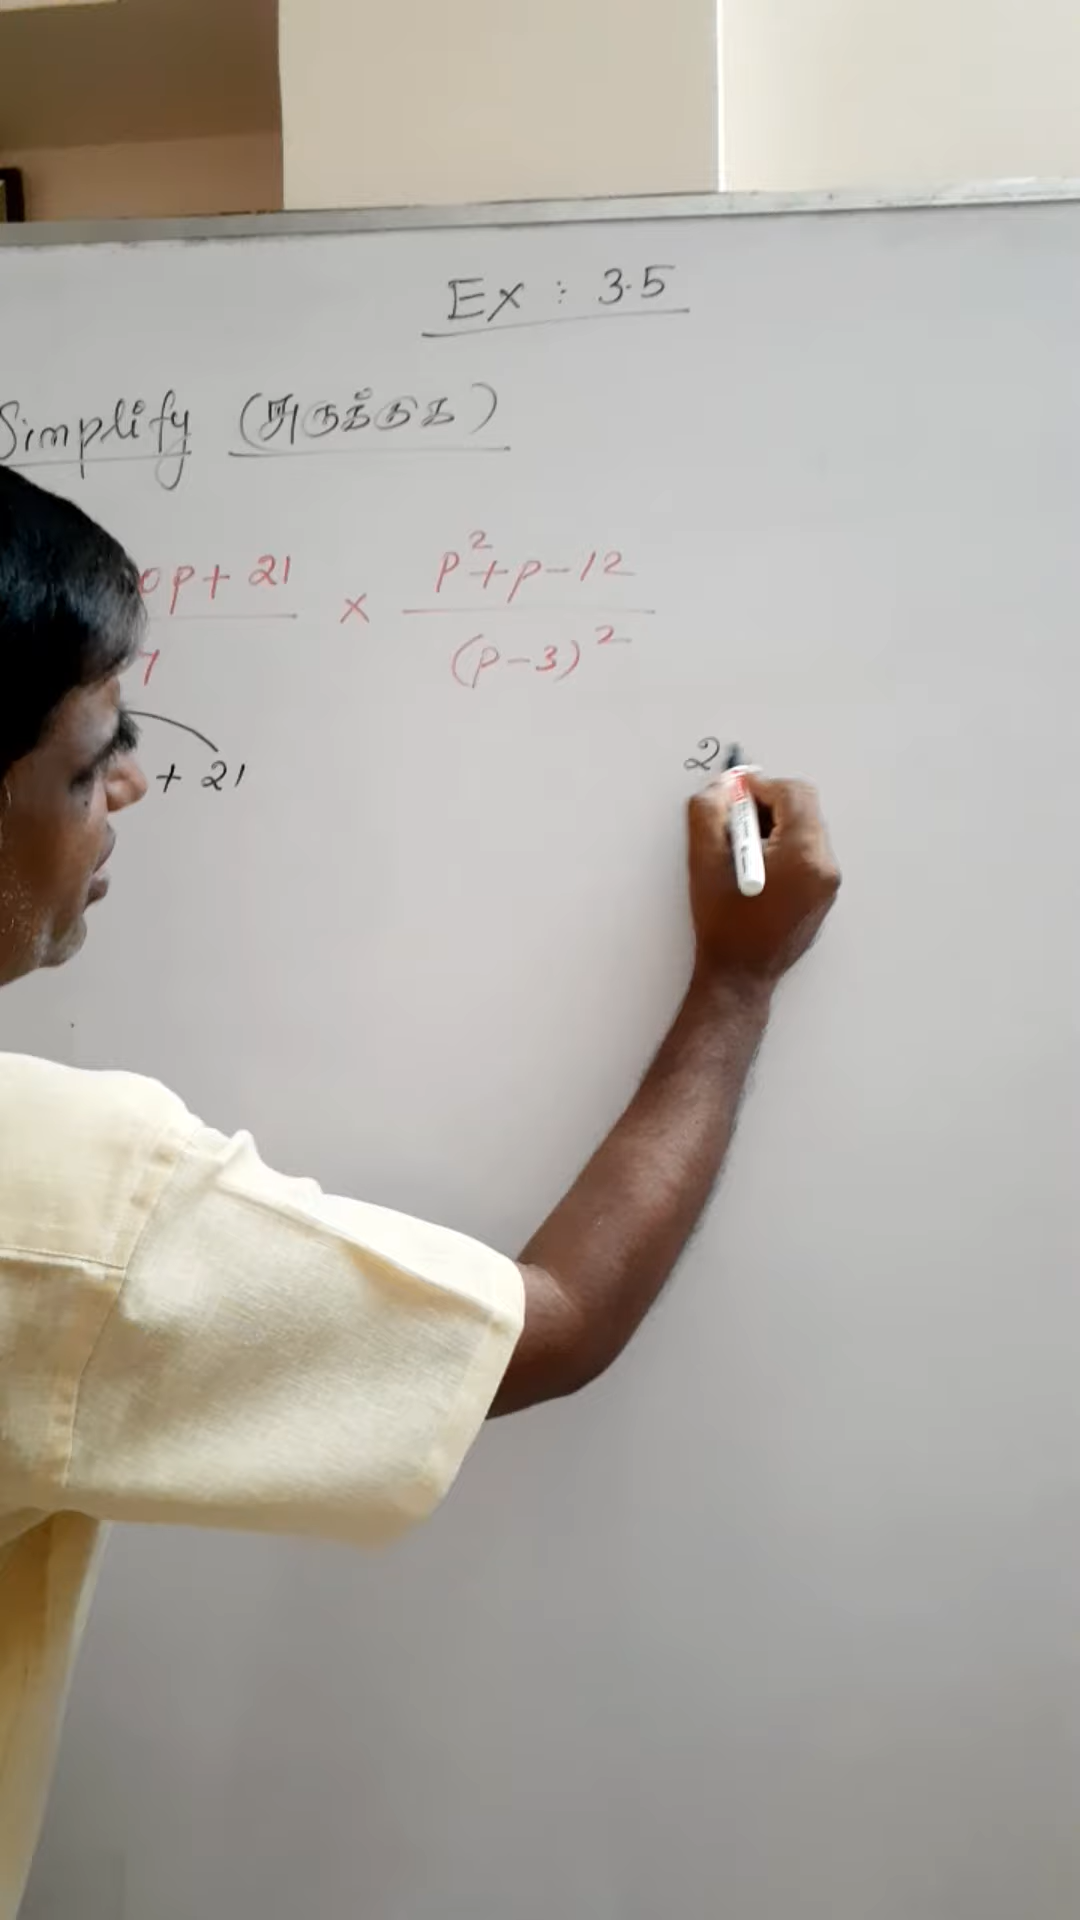 Ex : 3.5
Simplify (சுருக்குக)
0p + 21 × p²+p-12
7 (p-3)²
+ 21
2